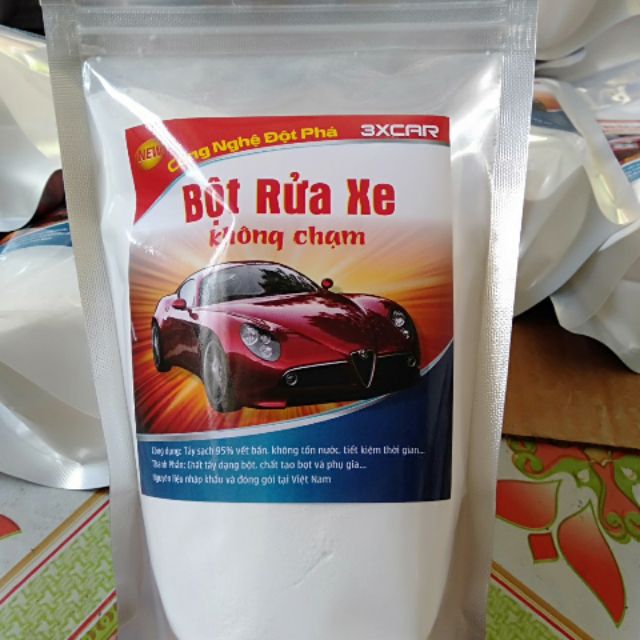 NEW
Công Nghệ Đột Phá
3XCAR
Bột Rửa Xe
không chạm
Công dụng: Tẩy sạch 95% vết bẩn, không tốn nước, tiết kiệm thời gian...
Thành Phần: Chất tẩy dạng bột, chất tạo bọt và phụ gia...
Nguyên liệu nhập khẩu và đóng gói tại Việt Nam